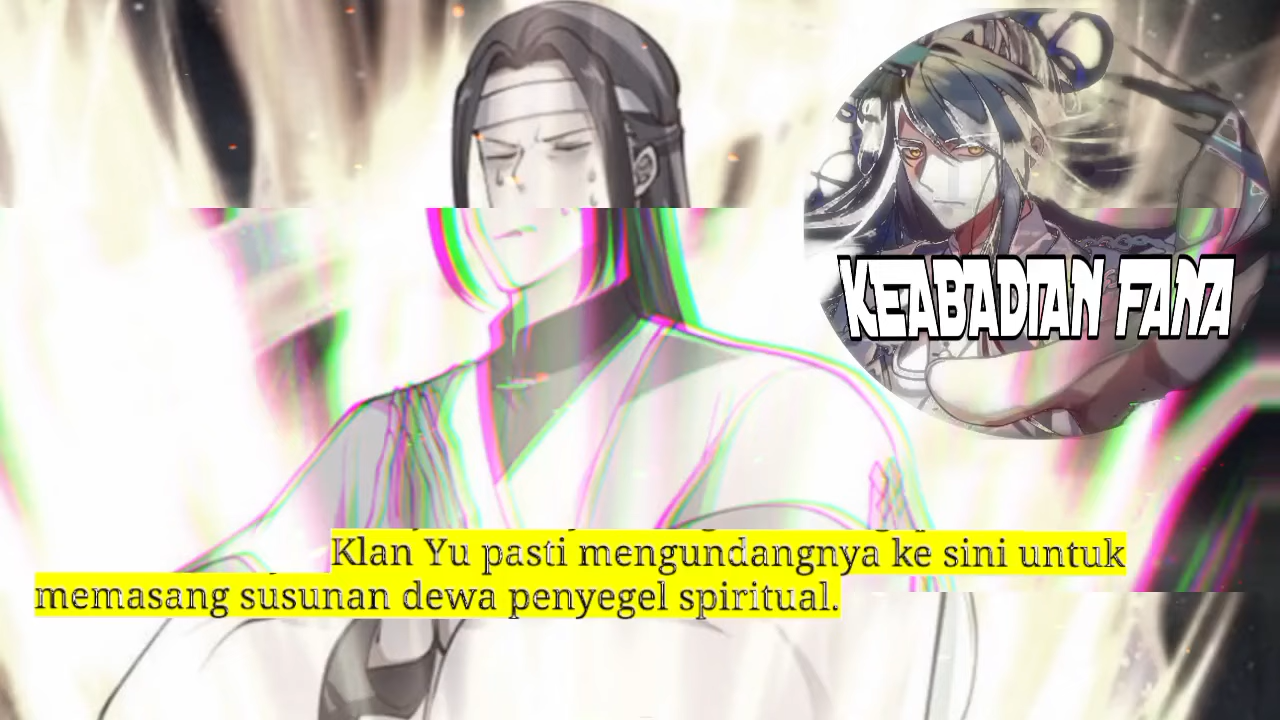 KEABADIAN FANA
Klan Yu pasti mengundangnya ke sini untuk
memasang susunan dewa penyegel spiritual.